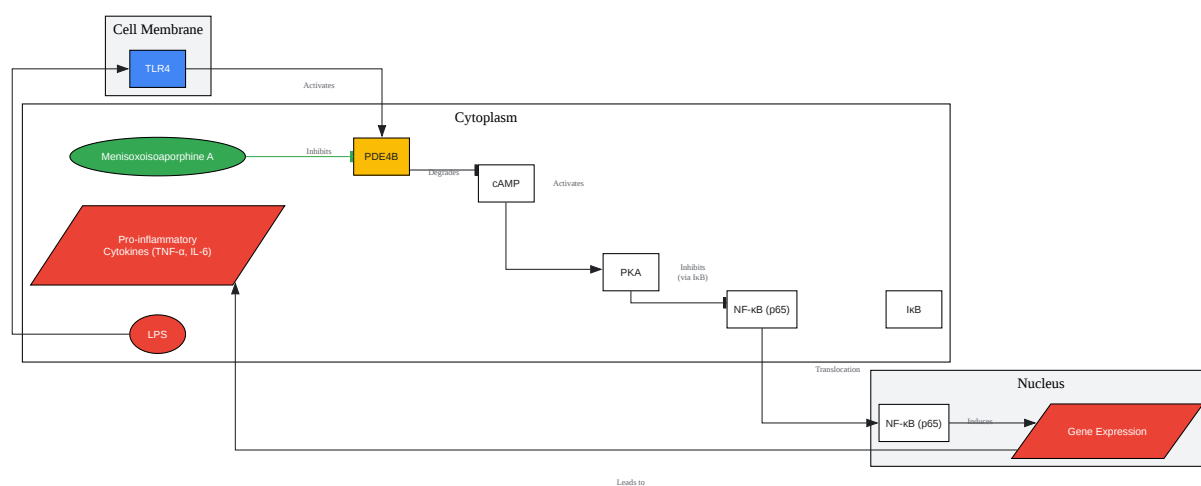 Cell Membrane
TLR4
Activates
Cytoplasm
Menisoxoisoaporphine A
Inhibits
PDE4B
Degrades
cAMP
Activates
Pro-inflammatory
Cytokines (TNF-α, IL-6)
PKA
Inhibits
(via IκB)
NF-κB (p65)
IκB
LPS
Translocation
Nucleus
NF-κB (p65)
Induces
Gene Expression
Leads to